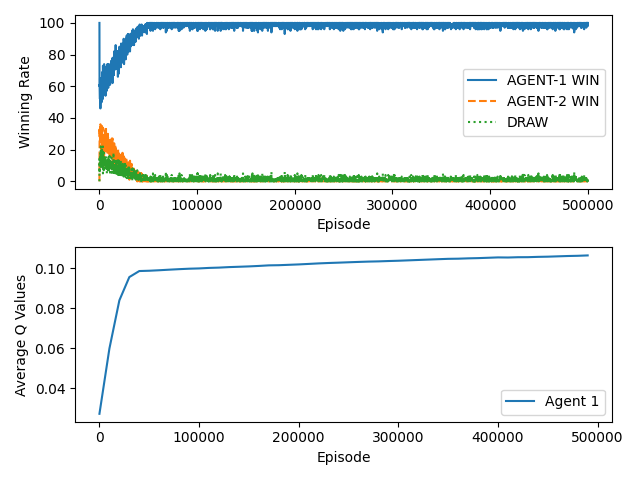 100
80
60
40
20
0
Winning Rate
AGENT-1 WIN
AGENT-2 WIN
DRAW
0 100000 200000 300000 400000 500000
Episode
0.10
0.08
0.06
0.04
Average Q Values
Agent 1
0 100000 200000 300000 400000 500000
Episode